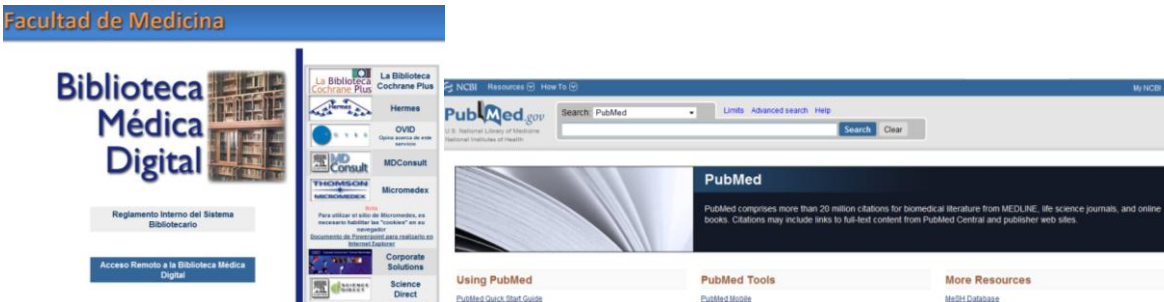 Facultad de Medicina
Biblioteca
Médica
Digital
Reglamento Interno del Sistema
Bibliotecario
Acceso Remoto a la Biblioteca Médica
Digital
La Biblioteca
Cochrane Plus
La Biblioteca
Cochrane Plus
Hermes
Hermes
OVID
Opina acerca de este
servicio
MD
Consult
MDConsult
THOMSON
MICROMEDEX
Micromedex
Nota
Para utilizar el sitio de Micromedex, es
necesario habilitar las "cookies" en su
navegador
Documento de Powerpoint para realizarlo en
Internet Explorer
Corporate
Solutions
SCIENCE
DIRECT
Science
Direct
NCBI Resources How To My NCBI
PubMed.gov
U.S. National Library of Medicine
National Institutes of Health
Search: PubMed
Limits Advanced search Help
Search Clear
PubMed
PubMed comprises more than 20 million citations for biomedical literature from MEDLINE, life science journals, and online
books. Citations may include links to full-text content from PubMed Central and publisher web sites.
Using PubMed
PubMed Quick Start Guide
PubMed Tools
PubMed Mobile
More Resources
MeSH Database